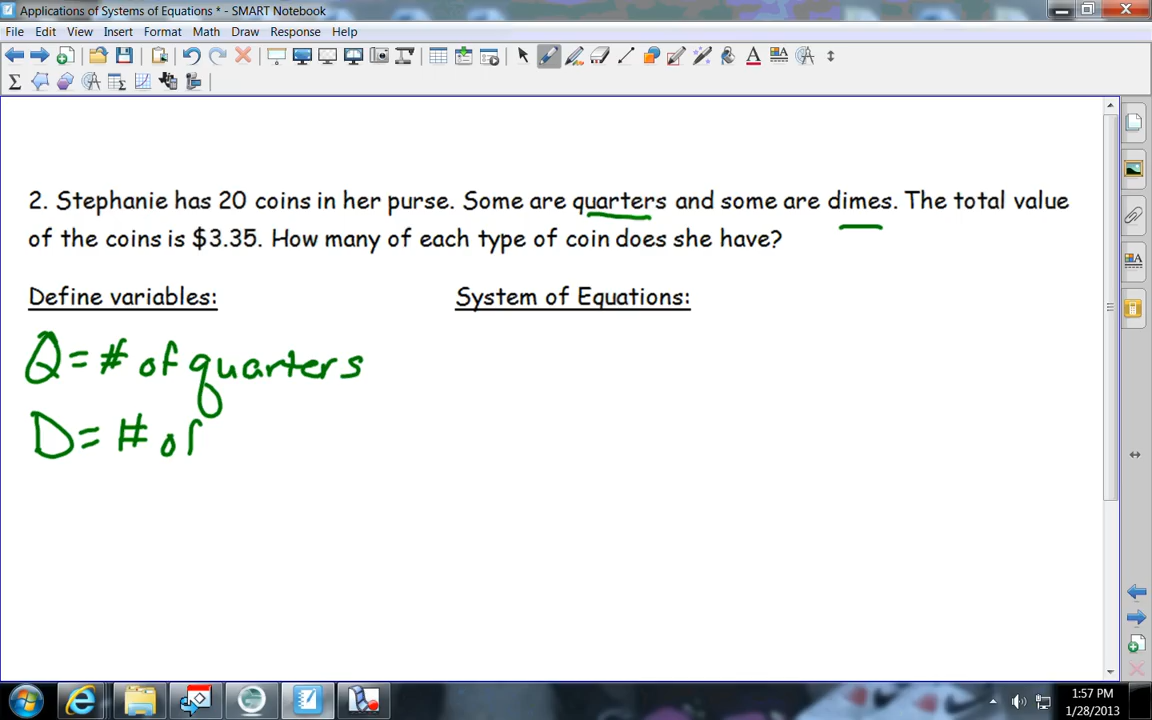 Applications of Systems of Equations * - SMART Notebook
File Edit View Insert Format Math Draw Response Help
2. Stephanie has 20 coins in her purse. Some are quarters and some are dimes. The total value
of the coins is $3.35. How many of each type of coin does she have?
Define variables: System of Equations:
Q = # of quarters
D = # of
1:57 PM
1/28/2013